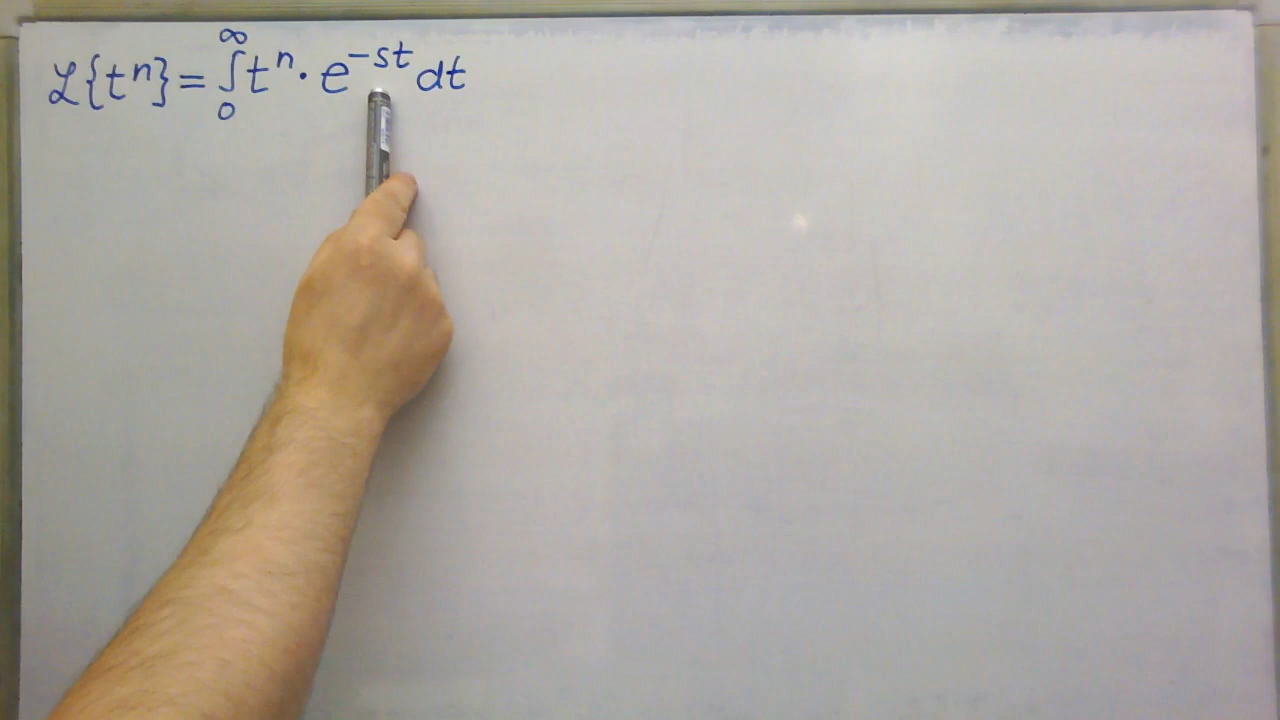 ℒ{tⁿ} = ∫₀^∞ tⁿ · e^(-st) dt